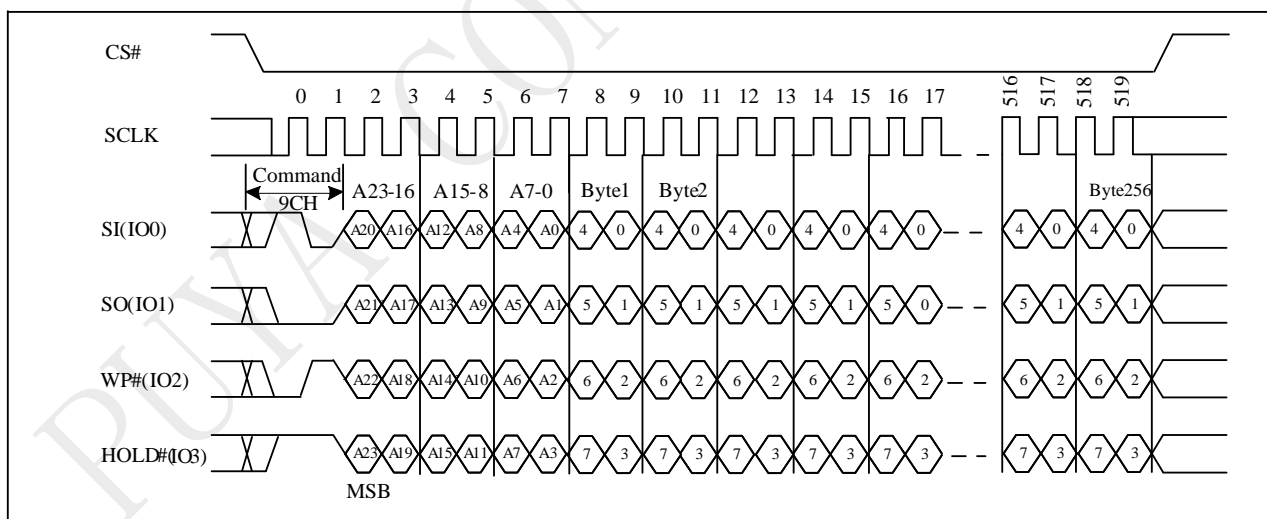 PUYA CON
CS#
0 1 2 3 4 5 6 7 8 9 10 11 12 13 14 15 16 17 516 517 518 519
SCLK
Command
9CH
A23-16 A15-8 A7-0 Byte1 Byte2 Byte256
SI(IO0) A20 A16 A12 A8 A4 A0 4 0 4 0 4 0 4 0 4 0 4 0 4 0
SO(IO1) A21 A17 A13 A9 A5 A1 5 1 5 1 5 1 5 1 5 0 5 1 5 1
WP#(IO2) A22 A18 A14 A10 A6 A2 6 2 6 2 6 2 6 2 6 2 6 2 6 2
HOLD#(IO3) A23 A19 A15 A11 A7 A3 7 3 7 3 7 3 7 3 7 3 7 3 7 3
MSB